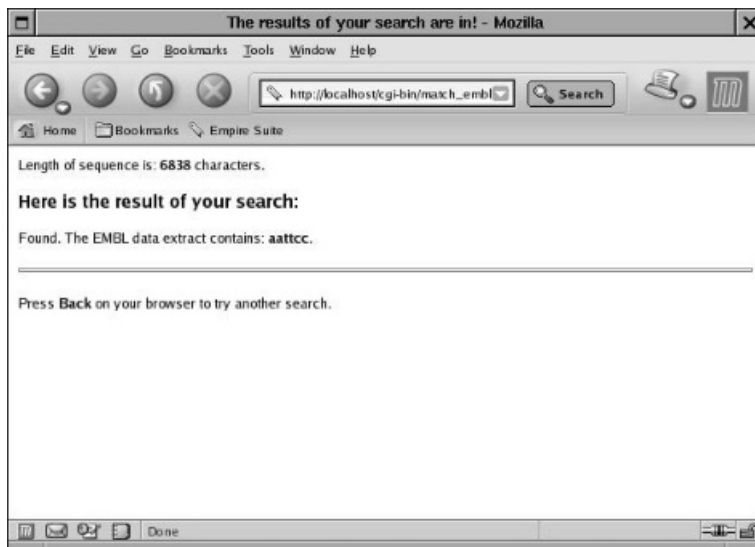 The results of your search are in! - Mozilla
File Edit View Go Bookmarks Tools Window Help
http://localhost/cgi-bin/match_embl Search
Home Bookmarks Empire Suite
Length of sequence is: 6838 characters.
Here is the result of your search:
Found. The EMBL data extract contains: aattcc.
Press Back on your browser to try another search.
Done